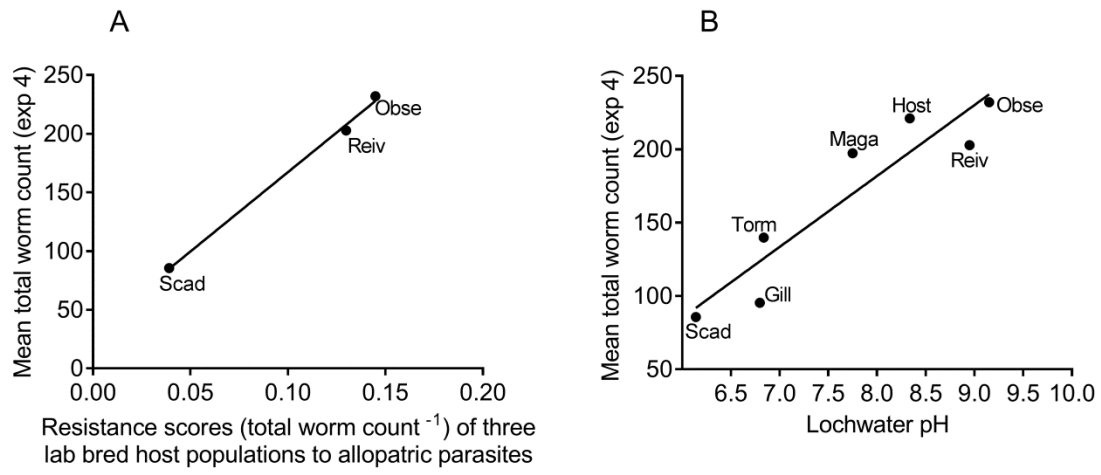 A
Mean total worm count (exp 4)
250
200
150
100
50
0
Obse
Reiv
Scad
0.00 0.05 0.10 0.15 0.20
Resistance scores (total worm count -1) of three
lab bred host populations to allopatric parasites
B
Mean total worm count (exp 4)
250
200
150
100
50
Host
Obse
Maga
Reiv
Torm
Gill
Scad
6.5 7.0 7.5 8.0 8.5 9.0 9.5 10.0
Lochwater pH